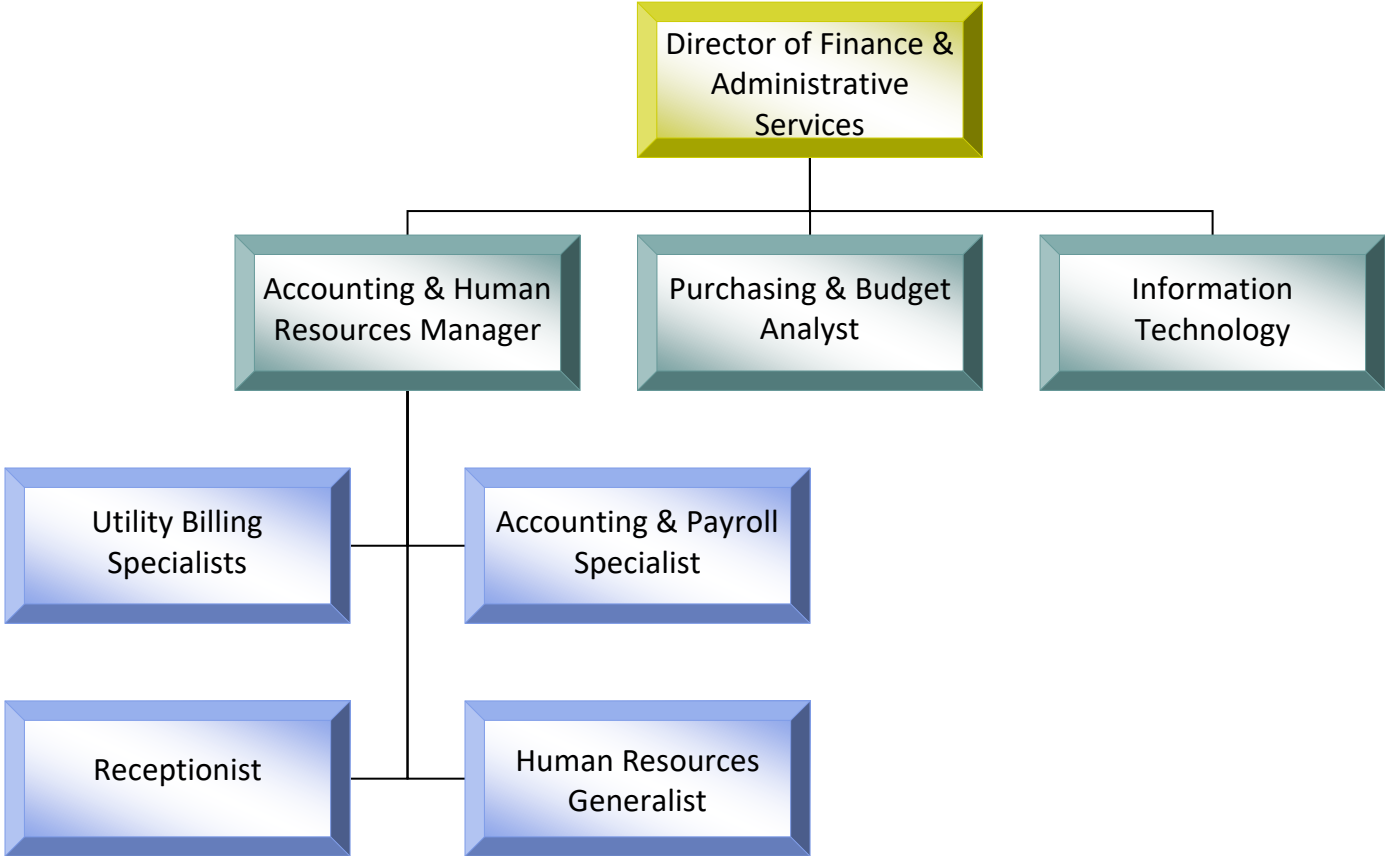 Director of Finance &
Administrative
Services
Accounting & Human
Resources Manager
Purchasing & Budget
Analyst
Information
Technology
Utility Billing
Specialists
Accounting & Payroll
Specialist
Receptionist
Human Resources
Generalist